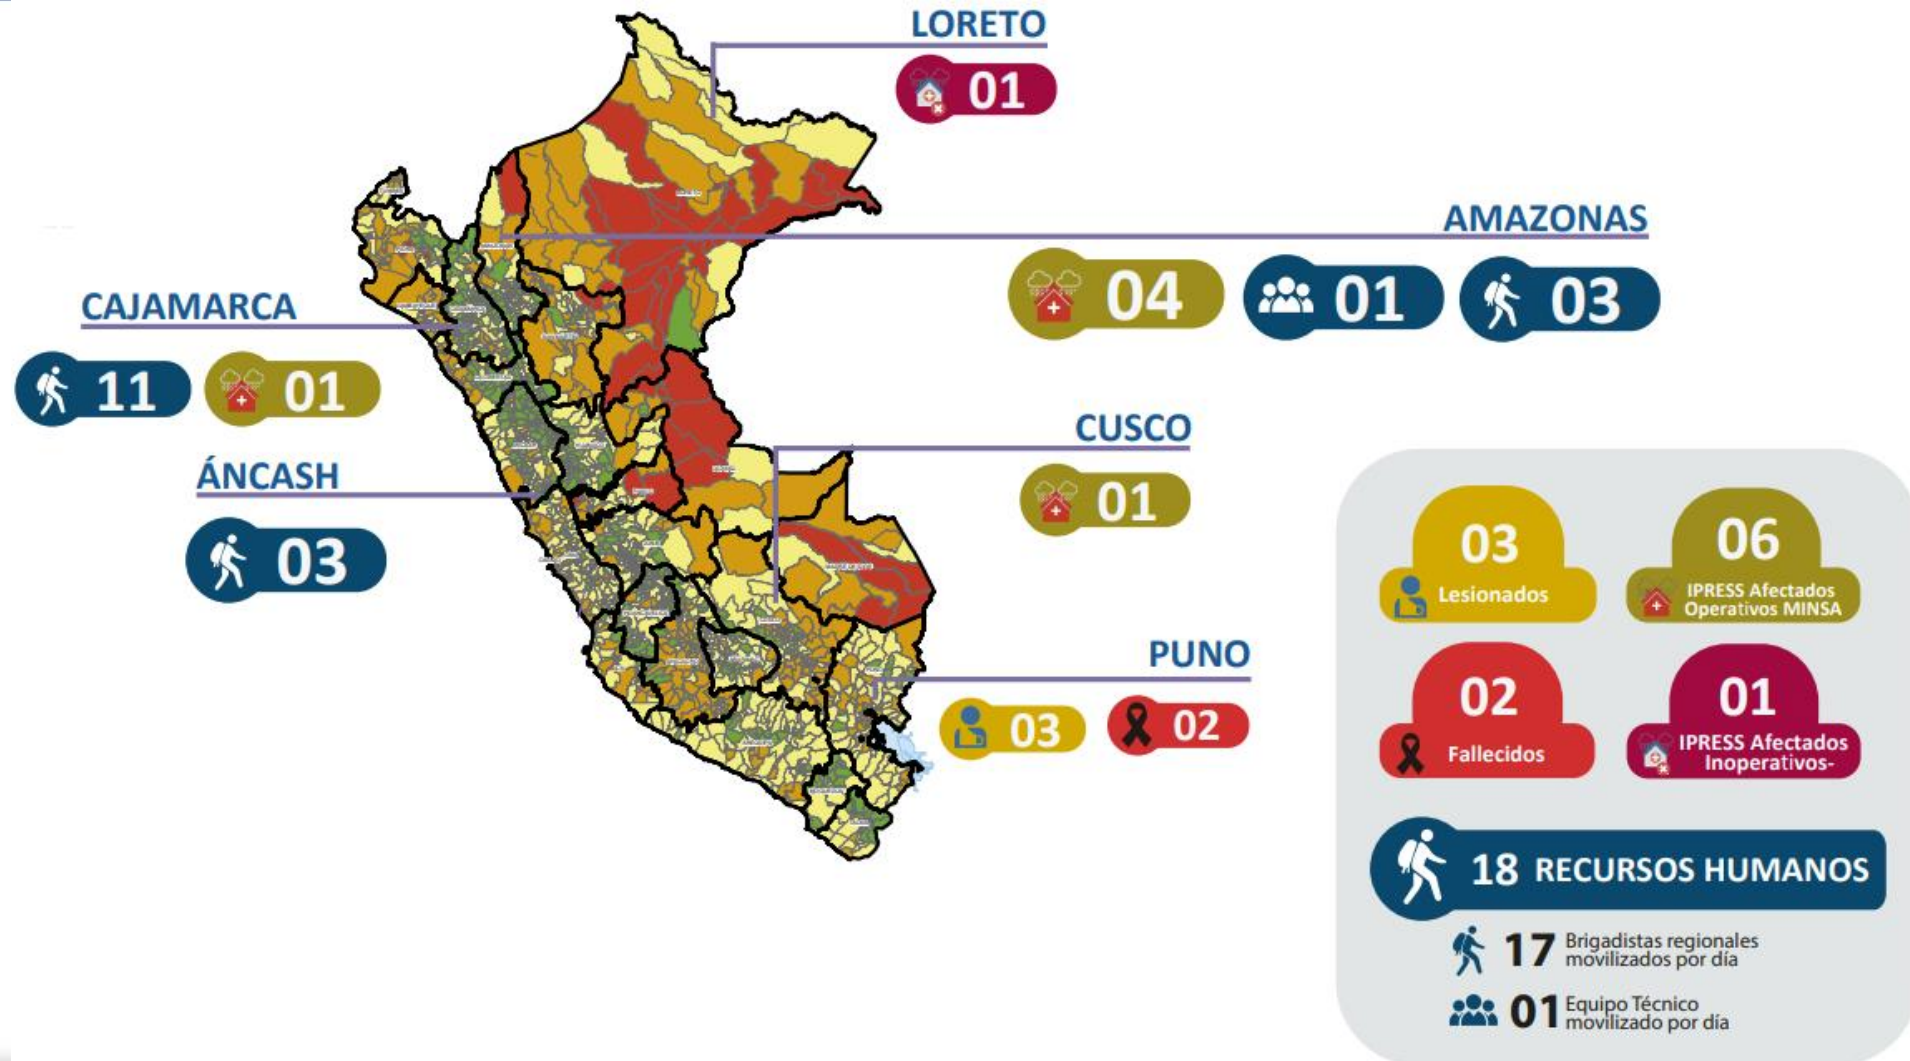 LORETO
01
AMAZONAS
04
01
03
CAJAMARCA
11
01
CUSCO
01
ÁNCASH
03
PUNO
03
02
03
Lesionados
06
IPRESS Afectados
Operativos MINSA
02
Fallecidos
01
IPRESS Afectados
Inoperativos-
18 RECURSOS HUMANOS
17 Brigadistas regionales
movilizados por día
01 Equipo Técnico
movilizado por día